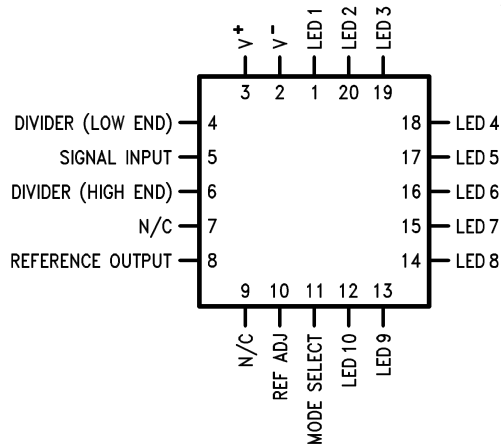 V+
V-
LED 1
LED 2
LED 3
3 2 1 20 19
DIVIDER (LOW END) 4
SIGNAL INPUT 5
DIVIDER (HIGH END) 6
N/C 7
REFERENCE OUTPUT 8
18 LED 4
17 LED 5
16 LED 6
15 LED 7
14 LED 8
9 10 11 12 13
N/C
REF ADJ
MODE SELECT
LED 10
LED 9